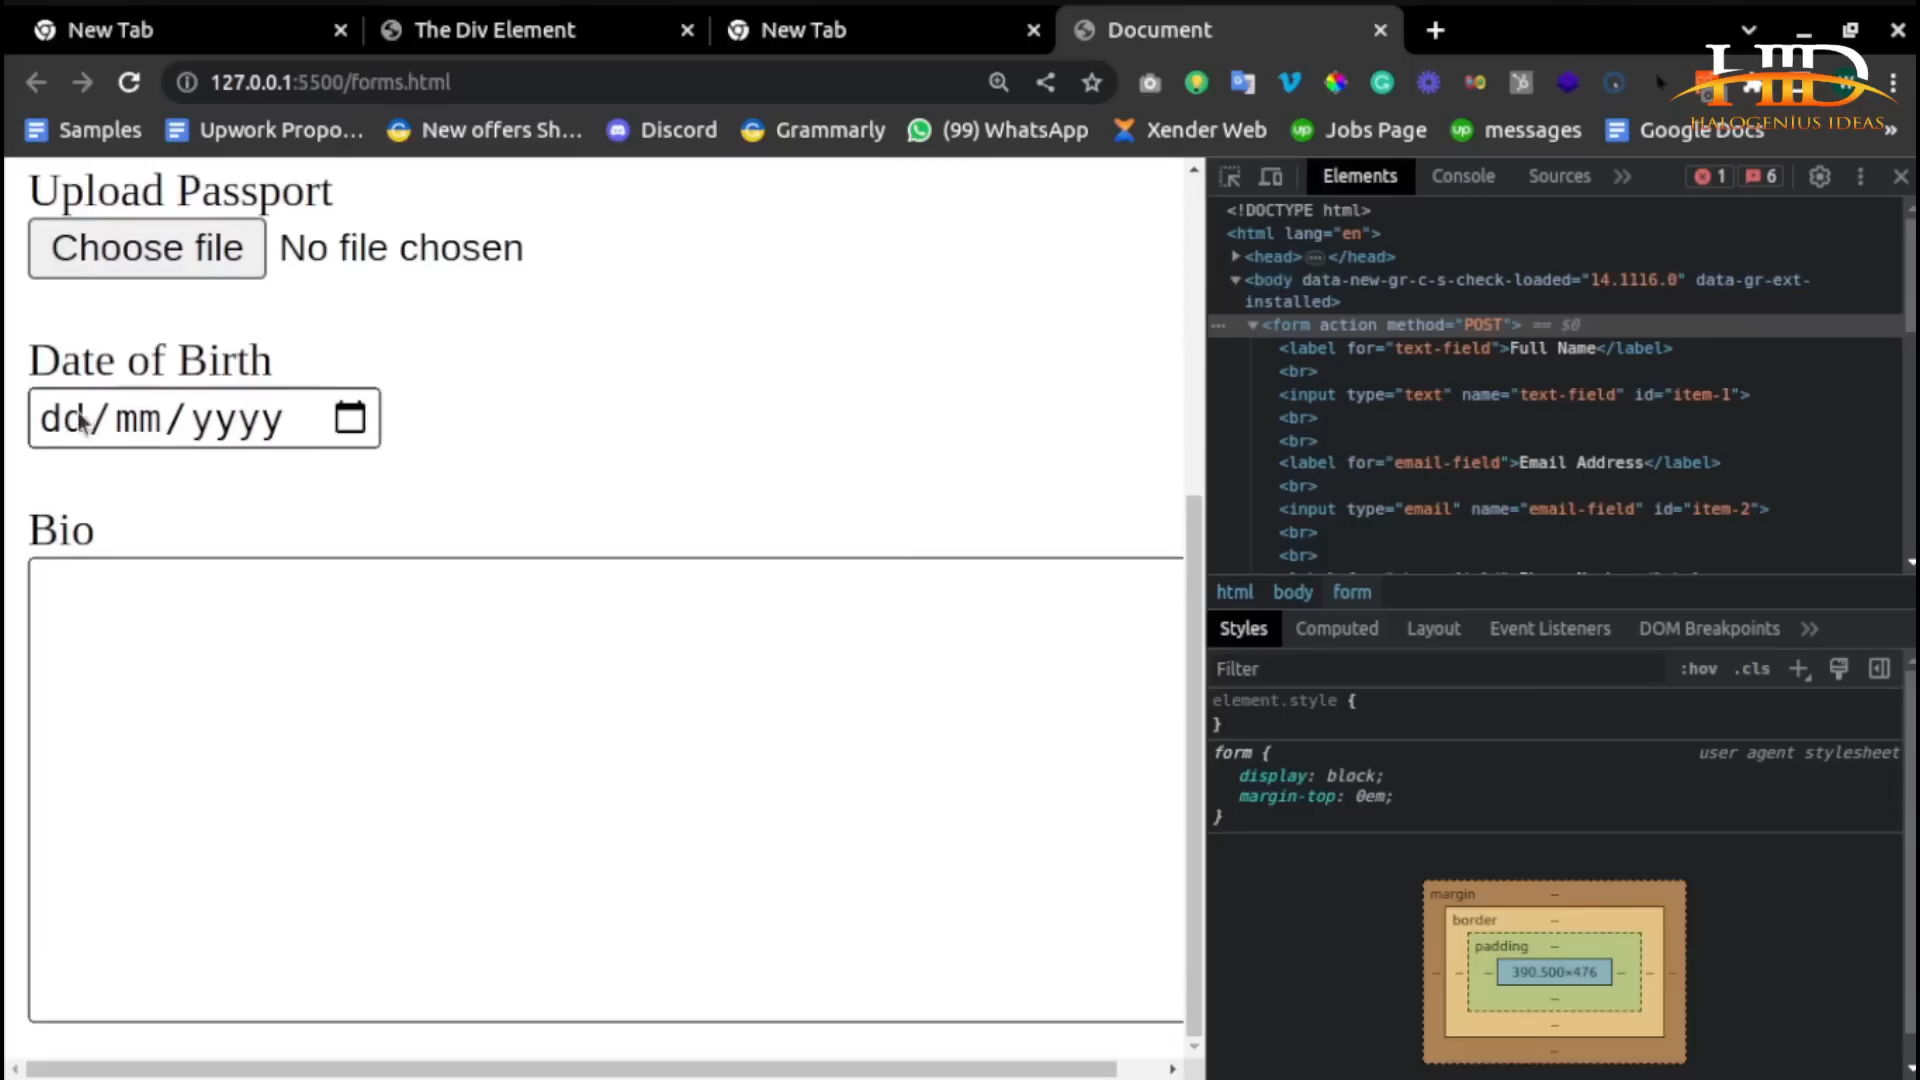 New Tab
The Div Element
New Tab
Document
127.0.0.1:5500/forms.html
HID
HALOGENIUS IDEAS
Samples
Upwork Propo...
New offers Sh...
Discord
Grammarly
(99) WhatsApp
Xender Web
Jobs Page
messages
Google Docs
»
Upload Passport
Choose file No file chosen
Date of Birth
dd/mm/yyyy
Bio
Elements Console Sources »
1 6
<!DOCTYPE html>
<html lang="en">
<head> … </head>
<body data-new-gr-c-s-check-loaded="14.1116.0" data-gr-ext-
installed>
<form action method="POST"> == $0
<label for="text-field">Full Name</label>
<br>
<input type="text" name="text-field" id="item-1">
<br>
<br>
<label for="email-field">Email Address</label>
<br>
<input type="email" name="email-field" id="item-2">
<br>
<br>
html body form
Styles Computed Layout Event Listeners DOM Breakpoints »
Filter :hov .cls
element.style {
}
form { user agent stylesheet
display: block;
margin-top: 0em;
}
margin –
border –
padding –
– – – 390.500×476 – – –
–
–
–